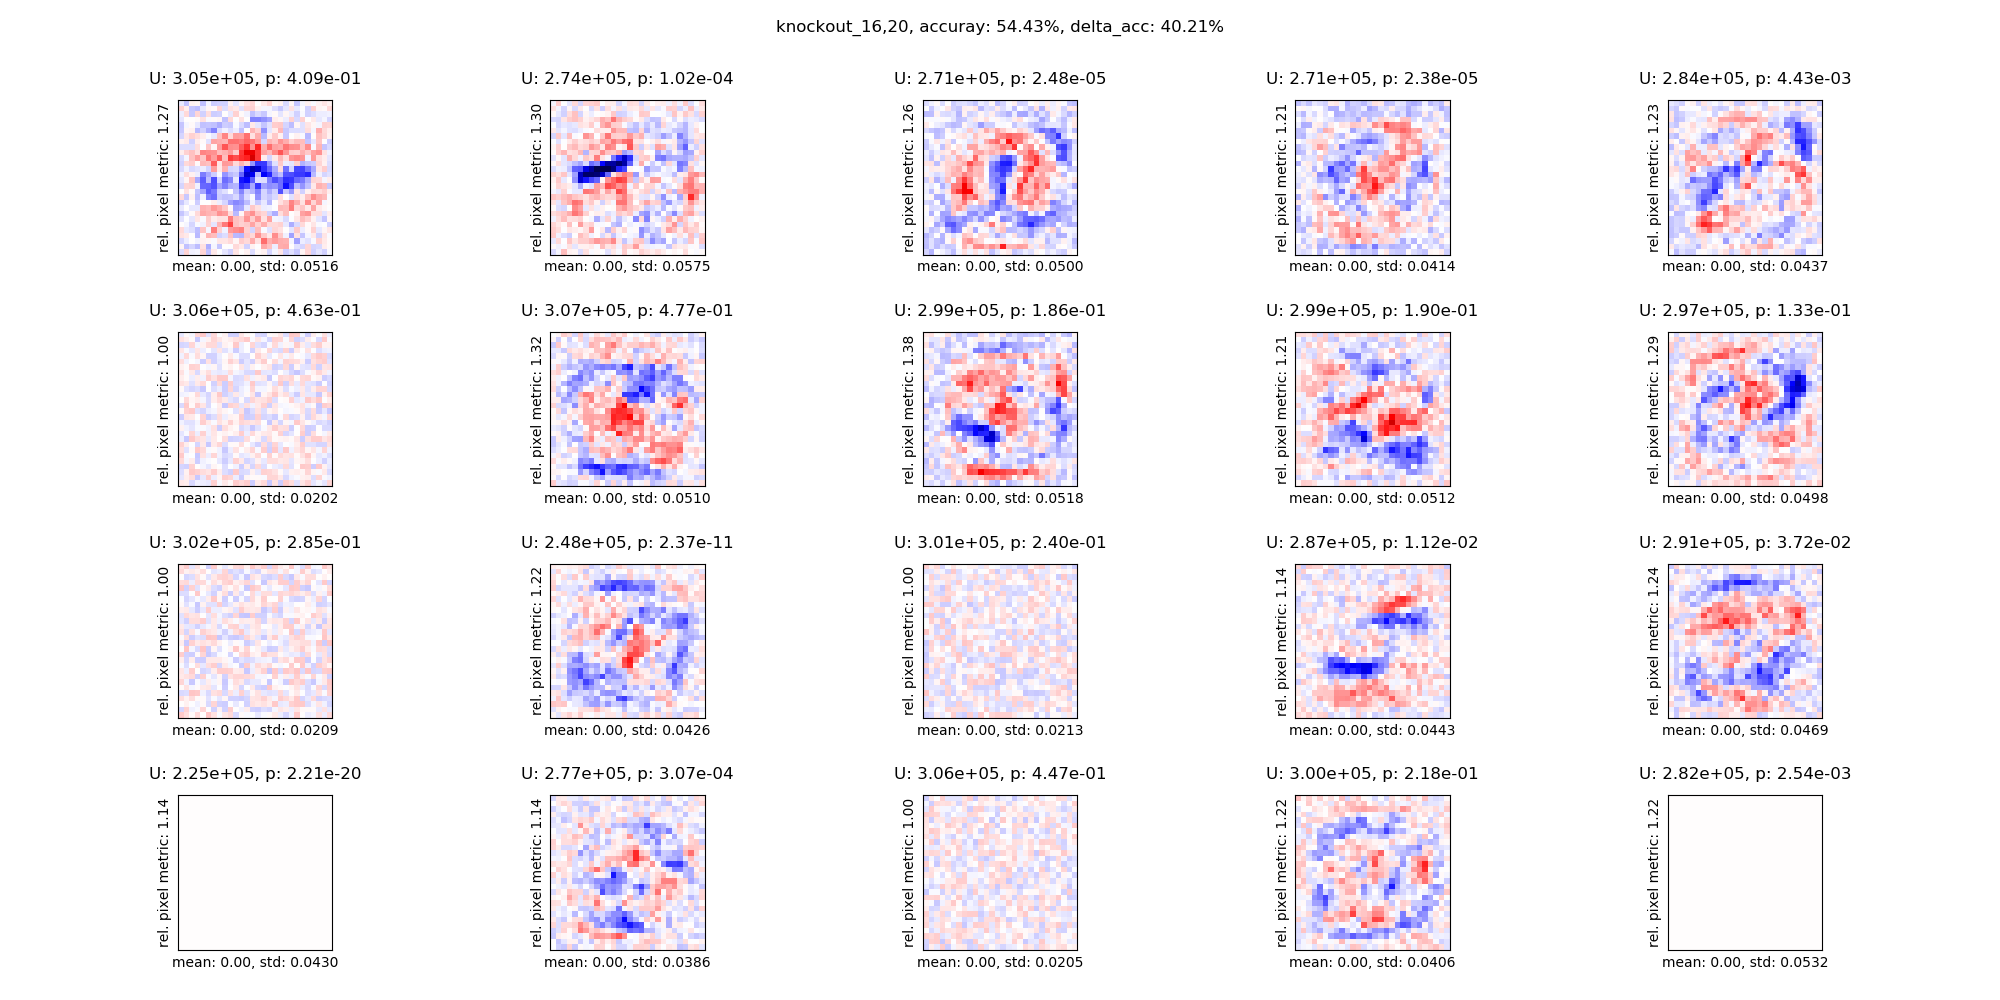 knockout_16,20, accuray: 54.43%, delta_acc: 40.21%
U: 3.05e+05, p: 4.09e-01
rel. pixel metric: 1.27
mean: 0.00, std: 0.0516
U: 2.74e+05, p: 1.02e-04
rel. pixel metric: 1.30
mean: 0.00, std: 0.0575
U: 2.71e+05, p: 2.48e-05
rel. pixel metric: 1.26
mean: 0.00, std: 0.0500
U: 2.71e+05, p: 2.38e-05
rel. pixel metric: 1.21
mean: 0.00, std: 0.0414
U: 2.84e+05, p: 4.43e-03
rel. pixel metric: 1.23
mean: 0.00, std: 0.0437
U: 3.06e+05, p: 4.63e-01
rel. pixel metric: 1.00
mean: 0.00, std: 0.0202
U: 3.07e+05, p: 4.77e-01
rel. pixel metric: 1.32
mean: 0.00, std: 0.0510
U: 2.99e+05, p: 1.86e-01
rel. pixel metric: 1.38
mean: 0.00, std: 0.0518
U: 2.99e+05, p: 1.90e-01
rel. pixel metric: 1.21
mean: 0.00, std: 0.0512
U: 2.97e+05, p: 1.33e-01
rel. pixel metric: 1.29
mean: 0.00, std: 0.0498
U: 3.02e+05, p: 2.85e-01
rel. pixel metric: 1.00
mean: 0.00, std: 0.0209
U: 2.48e+05, p: 2.37e-11
rel. pixel metric: 1.22
mean: 0.00, std: 0.0426
U: 3.01e+05, p: 2.40e-01
rel. pixel metric: 1.00
mean: 0.00, std: 0.0213
U: 2.87e+05, p: 1.12e-02
rel. pixel metric: 1.14
mean: 0.00, std: 0.0443
U: 2.91e+05, p: 3.72e-02
rel. pixel metric: 1.24
mean: 0.00, std: 0.0469
U: 2.25e+05, p: 2.21e-20
rel. pixel metric: 1.14
mean: 0.00, std: 0.0430
U: 2.77e+05, p: 3.07e-04
rel. pixel metric: 1.14
mean: 0.00, std: 0.0386
U: 3.06e+05, p: 4.47e-01
rel. pixel metric: 1.00
mean: 0.00, std: 0.0205
U: 3.00e+05, p: 2.18e-01
rel. pixel metric: 1.22
mean: 0.00, std: 0.0406
U: 2.82e+05, p: 2.54e-03
rel. pixel metric: 1.22
mean: 0.00, std: 0.0532